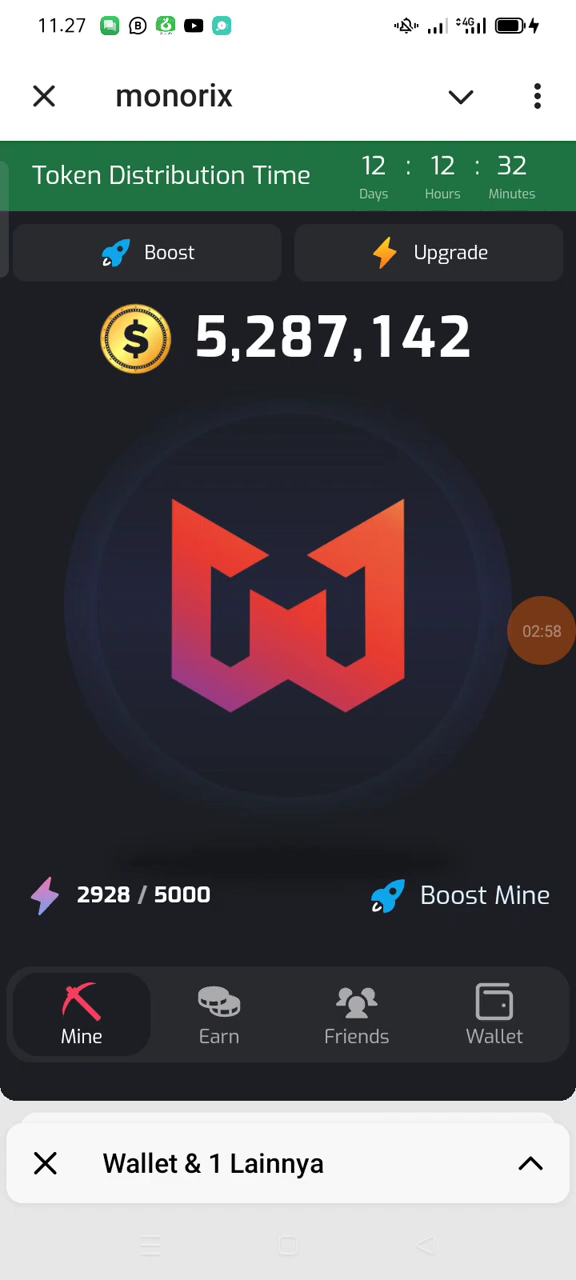 11.27
4G
monorix
Token Distribution Time
12 : 12 : 32
Days Hours Minutes
Boost
Upgrade
$ 5,287,142
02:58
2928 / 5000
Boost Mine
Mine
Earn
Friends
Wallet
Wallet & 1 Lainnya